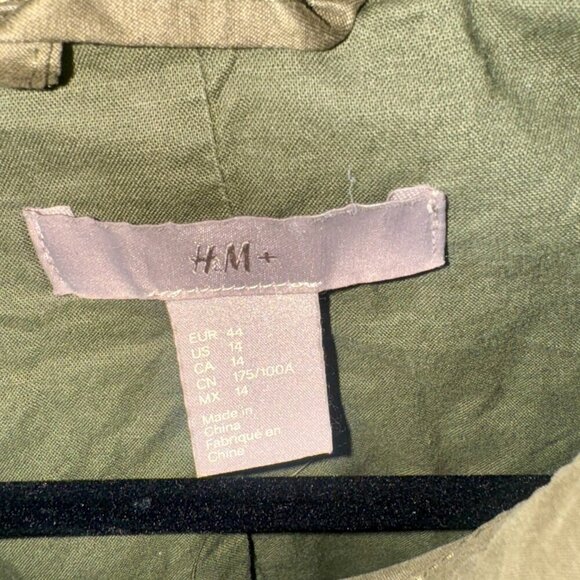 H&M+
EUR 44
US 14
CA 14
CN 175/100A
MX 14
Made in
China
Fabriqué en
Chine